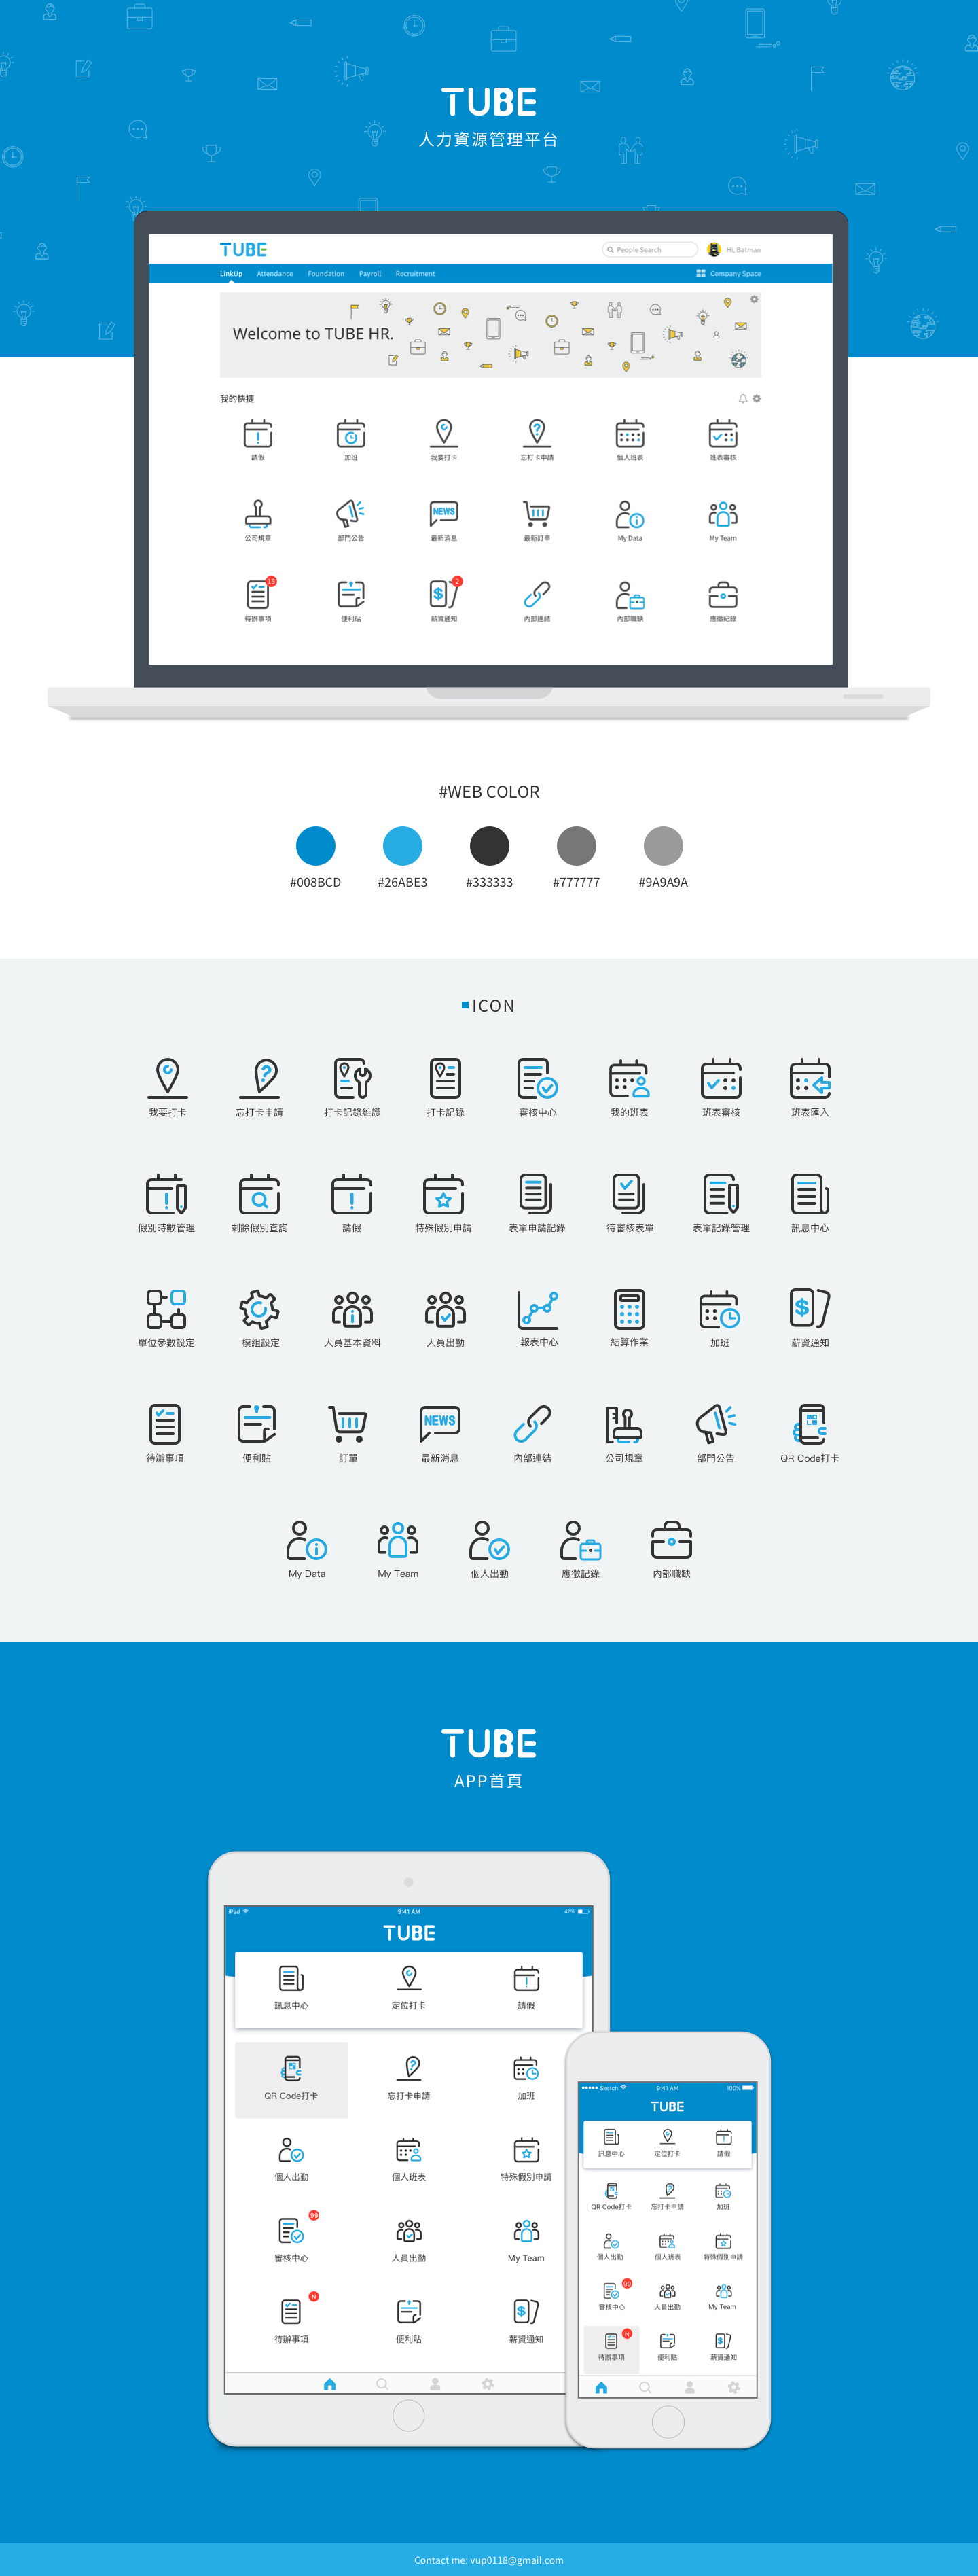 TUBE
人力資源管理平台
TUBE
People Search
Hi, Batman
LinkUp Attendance Foundation Payroll Recruitment
Company Space
Welcome to TUBE HR.
我的快捷
請假 加班 我要打卡 忘打卡申請 個人班表 班表審核
NEWS
公司規章 部門公告 最新消息 最新訂單 My Data My Team
15 2
待辦事項 便利貼 薪資通知 內部連結 內部職缺 應徵紀錄
#WEB COLOR
#008BCD #26ABE3 #333333 #777777 #9A9A9A
ICON
我要打卡 忘打卡申請 打卡記錄維護 打卡記錄 審核中心 我的班表 班表審核 班表匯入
假別時數管理 剩餘假別查詢 請假 特殊假別申請 表單申請記錄 待審核表單 表單記錄管理 訊息中心
單位參數設定 模組設定 人員基本資料 人員出勤 報表中心 結算作業 加班 薪資通知
NEWS
待辦事項 便利貼 訂單 最新消息 內部連結 公司規章 部門公告 QR Code打卡
My Data My Team 個人出勤 應徵記錄 內部職缺
TUBE
APP首頁
iPad 9:41 AM 42%
TUBE
訊息中心 定位打卡 請假
QR Code打卡 忘打卡申請 加班
個人出勤 個人班表 特殊假別申請
99
審核中心 人員出勤 My Team
N
待辦事項 便利貼 薪資通知
Sketch 9:41 AM 100%
TUBE
訊息中心 定位打卡 請假
QR Code打卡 忘打卡申請 加班
個人出勤 個人班表 特殊假別申請
99
審核中心 人員出勤 My Team
N
待辦事項 便利貼 薪資通知
Contact me: vup0118@gmail.com